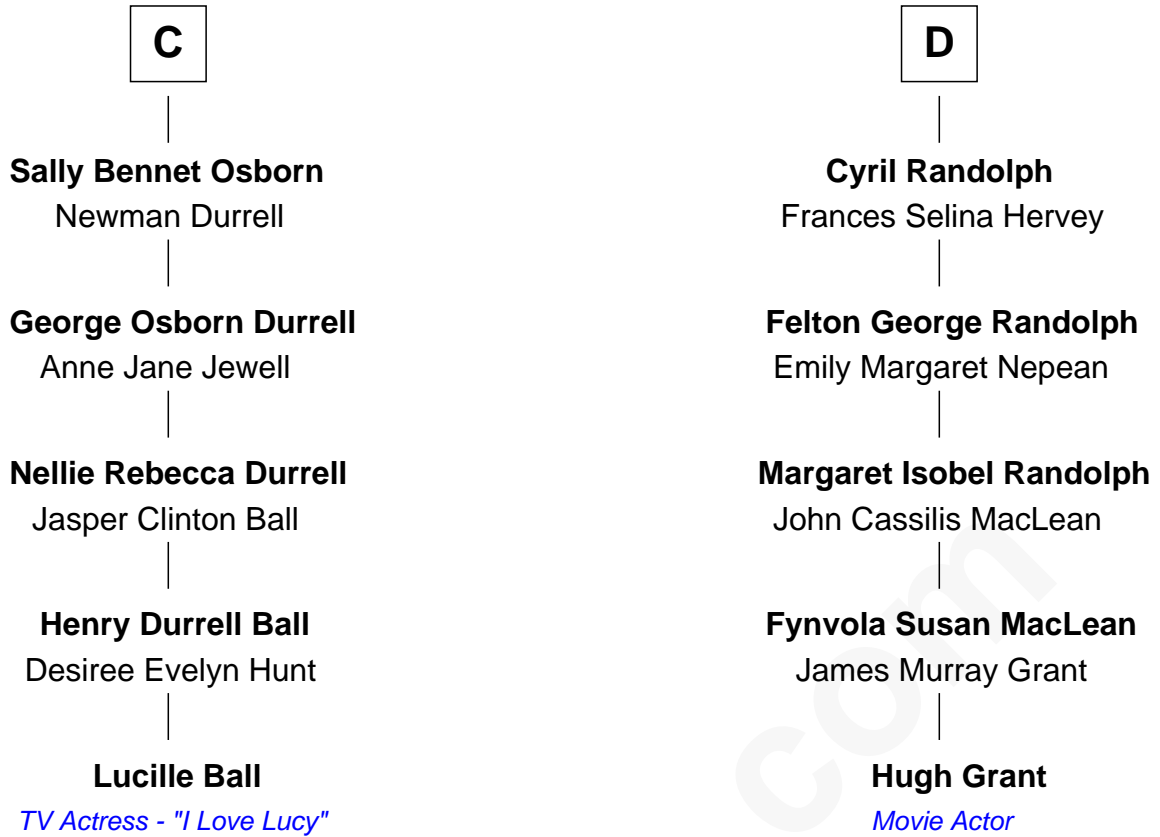 C
Sally Bennet Osborn
Newman Durrell
George Osborn Durrell
Anne Jane Jewell
Nellie Rebecca Durrell
Jasper Clinton Ball
Henry Durrell Ball
Desiree Evelyn Hunt
Lucille Ball
TV Actress - "I Love Lucy"
D
Cyril Randolph
Frances Selina Hervey
Felton George Randolph
Emily Margaret Nepean
Margaret Isobel Randolph
John Cassilis MacLean
Fynvola Susan MacLean
James Murray Grant
Hugh Grant
Movie Actor
com